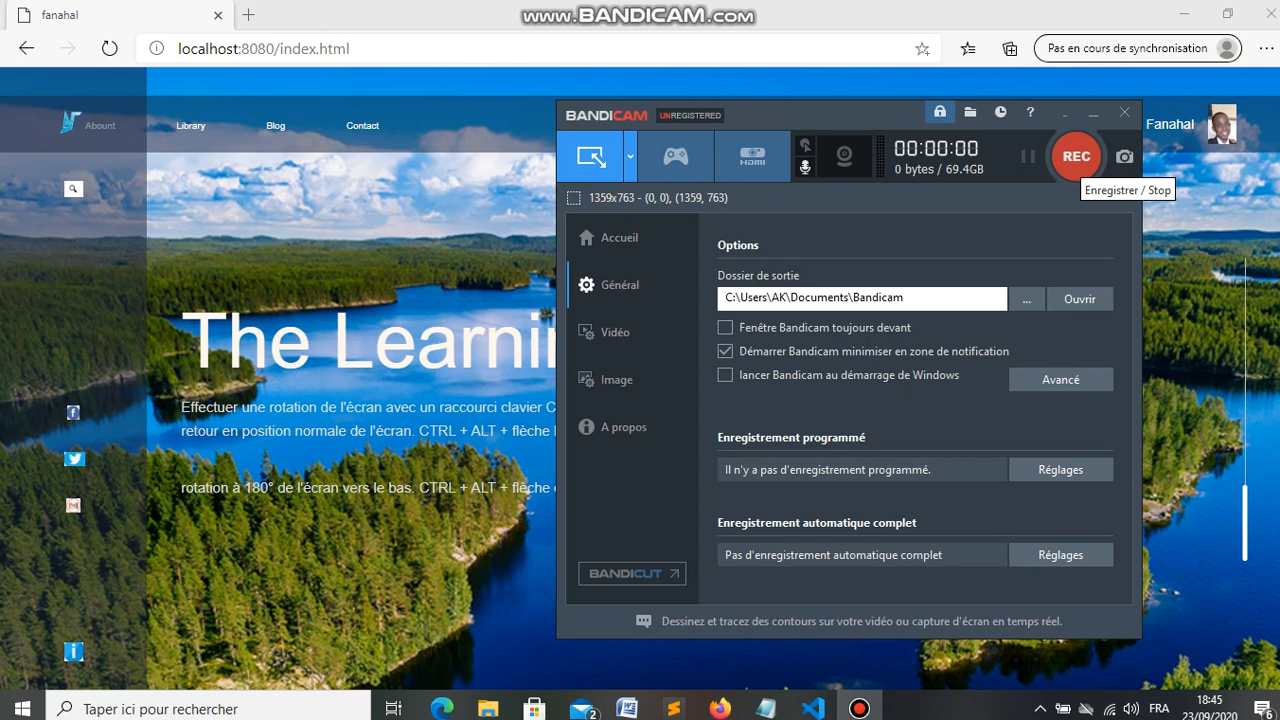 fanahal
www.BANDICAM.com
localhost:8080/index.html
Pas en cours de synchronisation
Abount
Library
Blog
Contact
Fanahal
BANDICAM
UNREGISTERED
HDMI
00:00:00
0 bytes / 69.4GB
REC
Enregistrer / Stop
1359x763 - (0, 0), (1359, 763)
Accueil
Général
Vidéo
Image
A propos
BANDICUT
Options
Dossier de sortie
C:\Users\AK\Documents\Bandicam
...
Ouvrir
Fenêtre Bandicam toujours devant
Démarrer Bandicam minimiser en zone de notification
lancer Bandicam au démarrage de Windows
Avancé
Enregistrement programmé
Il n'y a pas d'enregistrement programmé.
Réglages
Enregistrement automatique complet
Pas d'enregistrement automatique complet
Réglages
Dessinez et tracez des contours sur votre vidéo ou capture d'écran en temps réel.
The Learnin
Effectuer une rotation de l'écran avec un raccourci clavier C
retour en position normale de l'écran. CTRL + ALT + flèche
rotation à 180° de l'écran vers le bas. CTRL + ALT + flèche
Taper ici pour rechercher
2
FRA
18:45
23/09/2020